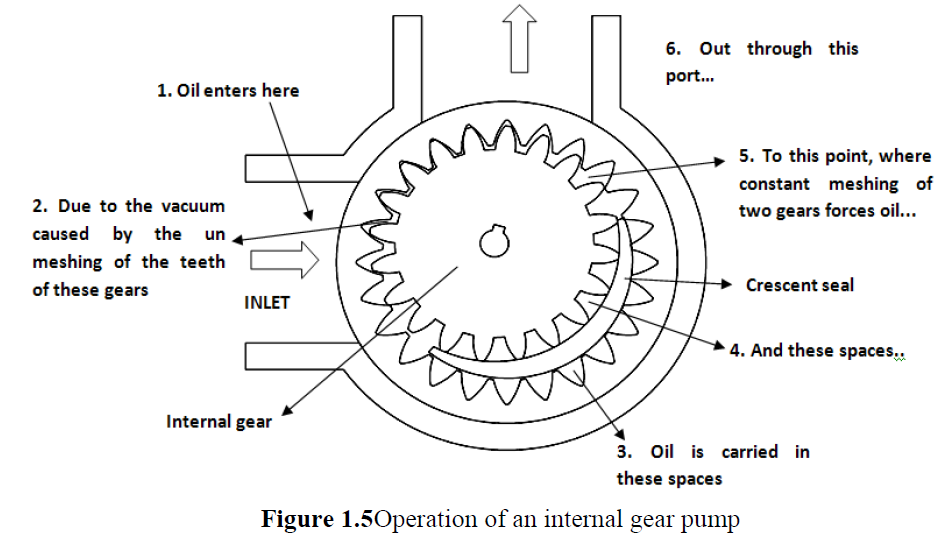 1. Oil enters here
2. Due to the vacuum
caused by the un
meshing of the teeth
of these gears
INLET
Internal gear
3. Oil is carried in
these spaces
4. And these spaces..
Crescent seal
5. To this point, where
constant meshing of
two gears forces oil...
6. Out through this
port...
Figure 1.5Operation of an internal gear pump